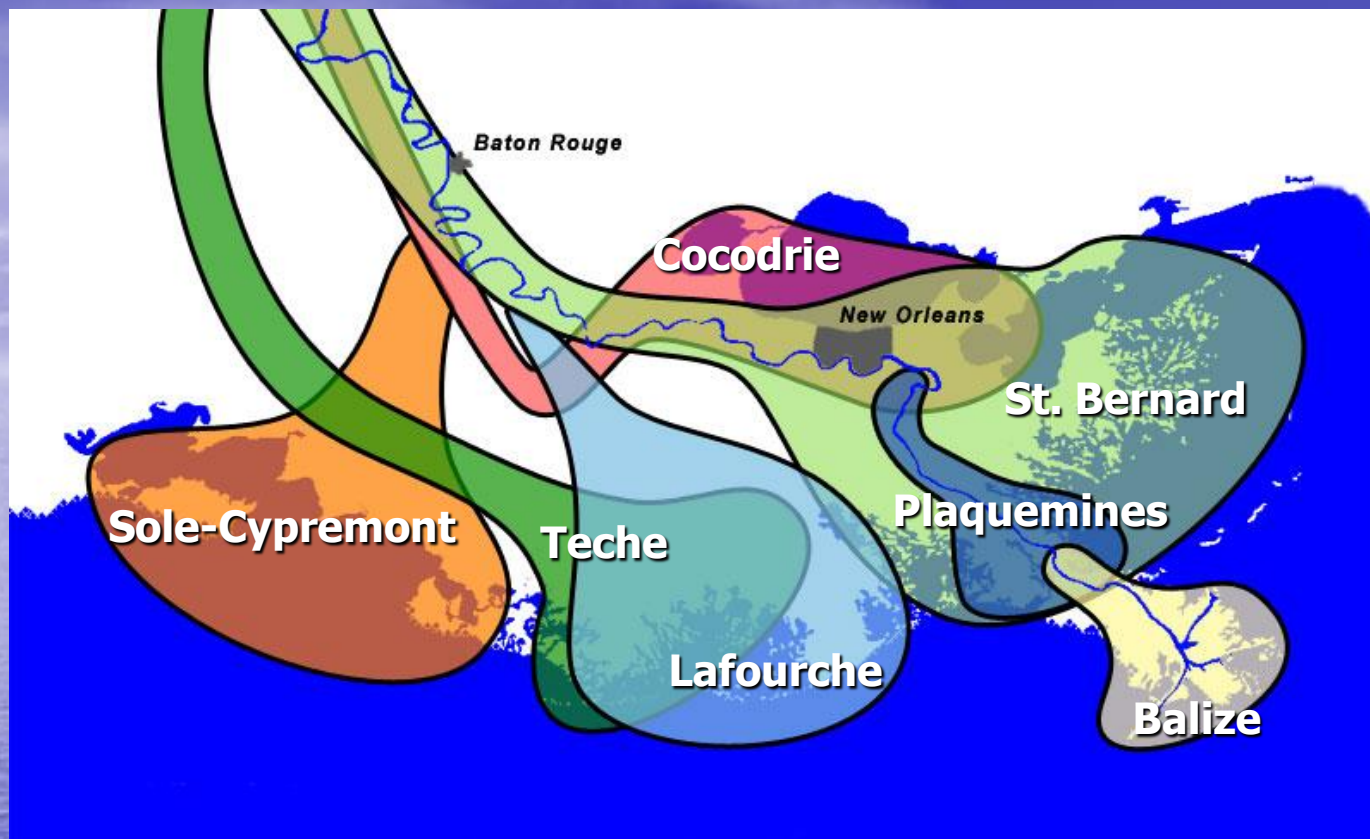 Baton Rouge
Cocodrie
New Orleans
St. Bernard
Plaquemines
Sole-Cypremont
Teche
Lafourche
Balize